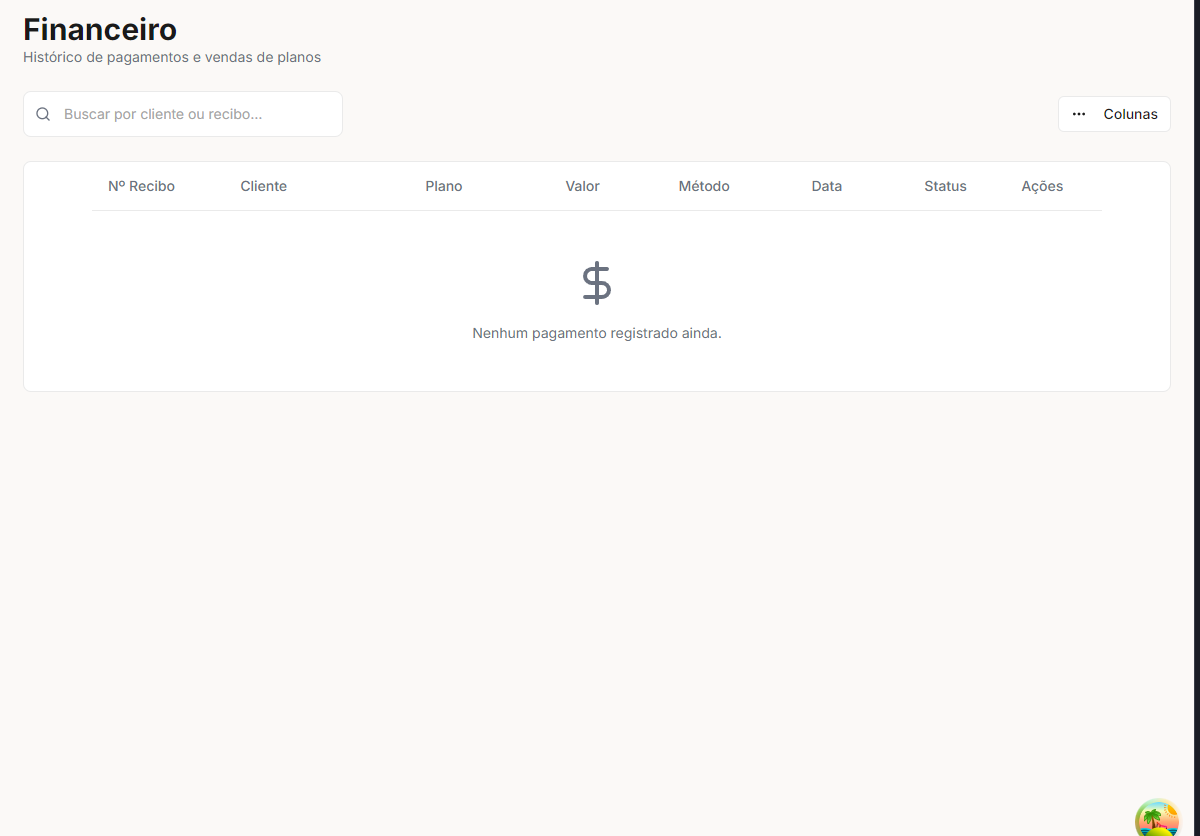 Financeiro
Histórico de pagamentos e vendas de planos
Buscar por cliente ou recibo...
Colunas
Nº Recibo Cliente Plano Valor Método Data Status Ações
$
Nenhum pagamento registrado ainda.